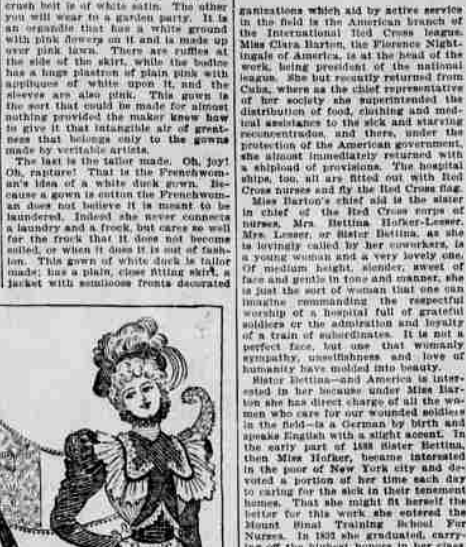 crush belt is of white satin. The other
you will wear to a garden party. It is
an organdie that has a white ground
with pink flowers on it and is made up
over pink lawn. There are ruffles at
the side of the skirt, while the bodice
has a huge plastron of plain pink with
appliques of white upon it, and the
sleeves are also pink. This gown is
the sort that could be made for almost
nothing provided the maker knew how
to give it that intangible air of great-
ness that belongs only to the gowns
made by veritable artists.
The last is the tailor made. Oh, joy!
Oh, rapture! That is the Frenchwom-
an's idea of a white duck gown. Be-
cause a gown is cotton the Frenchwom-
an does not believe it is meant to be
laundered. Indeed she never connects
a laundry and a frock, but cares so well
for the frock that it does not become
soiled, or when it does it is out of fash-
ion. This gown of white duck is tailor
made; has a plain, close fitting skirt, a
jacket with semiloose fronts decorated
ganizations which aid by active service
in the field is the American branch of
the International Red Cross league.
Miss Clara Barton, the Florence Night-
ingale of America, is at the head of the
work, being president of the national
league. She but recently returned from
Cuba, where as the chief representative
of her society she superintended the
distribution of food, clothing and med-
ical assistance to the sick and starving
reconcentrados, and there, under the
protection of the American government,
she almost immediately returned with
a shipload of provisions. The hospital
ships, too, all are fitted out with Red
Cross nurses and fly the Red Cross flag.
Miss Barton's chief aid is the sister
in chief of the Red Cross corps of
nurses, Mrs. Bettina Hofker-Lesser.
Mrs. Lesser, or Sister Bettina, as she
is lovingly called by her coworkers, is
a young woman and a very lovely one.
Of medium height, slender, sweet of
face and gentle in tone and manner, she
is just the sort of woman that one can
imagine commanding the respectful
worship of a hospital full of grateful
soldiers or the admiration and loyalty
of a train of subordinates. It is not a
perfect face, but one that womanly
sympathy, unselfishness and love of
humanity have molded into beauty.
Sister Bettina—and America is inter-
ested in her because under Miss Bar-
ton she has direct charge of all the wo-
men who care for our wounded soldiers
in the field—is a German by birth and
speaks English with a slight accent. In
the early part of 1888 Sister Bettina,
then Miss Hofker, became interested
in the poor of New York city and de-
voted a portion of her time each day
to caring for the sick in their tenement
homes. That she might fit herself the
better for this work she entered the
Mount Sinai Training School For
Nurses. In 1892 she graduated, carry-
ing off the highest honors in her class